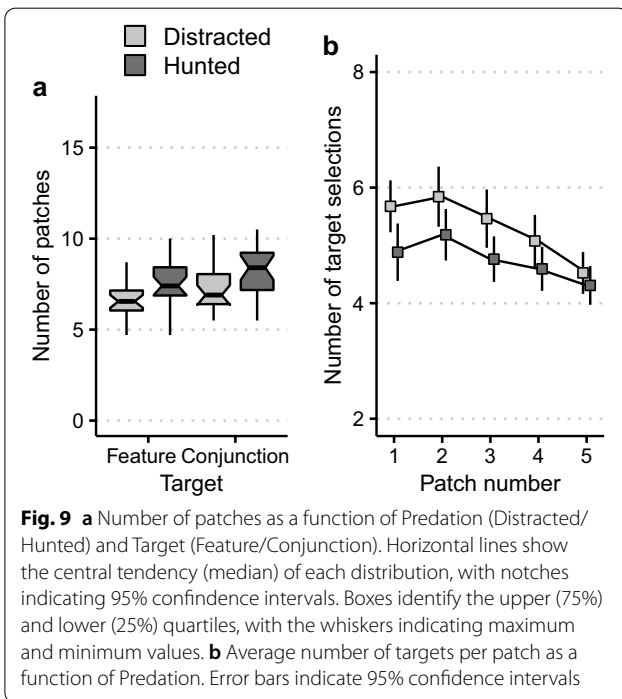 Distracted
Hunted
a
Number of patches
15
10
5
0
Feature Conjunction
Target
b
Number of target selections
8
6
4
2
1 2 3 4 5
Patch number
Fig. 9 a Number of patches as a function of Predation (Distracted/
Hunted) and Target (Feature/Conjunction). Horizontal lines show
the central tendency (median) of each distribution, with notches
indicating 95% confindence intervals. Boxes identify the upper (75%)
and lower (25%) quartiles, with the whiskers indicating maximum
and minimum values. b Average number of targets per patch as a
function of Predation. Error bars indicate 95% confidence intervals